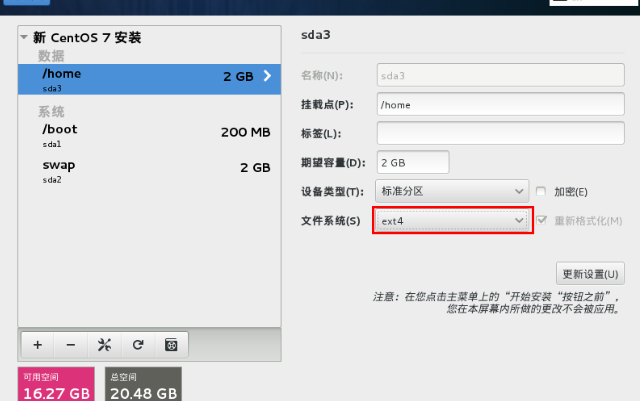 新 CentOS 7 安装
数据
/home 2 GB
sda3
系统
/boot 200 MB
sda1
swap 2 GB
sda2
可用空间
16.27 GB
总空间
20.48 GB
sda3
名称(N): sda3
挂载点(P): /home
标签(L):
期望容量(D): 2 GB
设备类型(T): 标准分区 加密(E)
文件系统(S) ext4 重新格式化(M)
更新设置(U)
注意：在您点击主菜单上的“开始安装“按钮之前”，
您在本屏幕内所做的更改不会被应用。